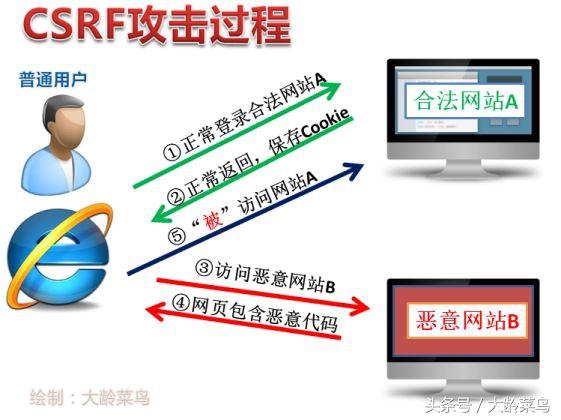 CSRF攻击过程
普通用户
①正常登录合法网站A
②正常返回，保存Cookie
⑤“被”访问网站A
③访问恶意网站B
④网页包含恶意代码
合法网站A
恶意网站B
绘制：大龄菜鸟
头条号 / 大龄菜鸟